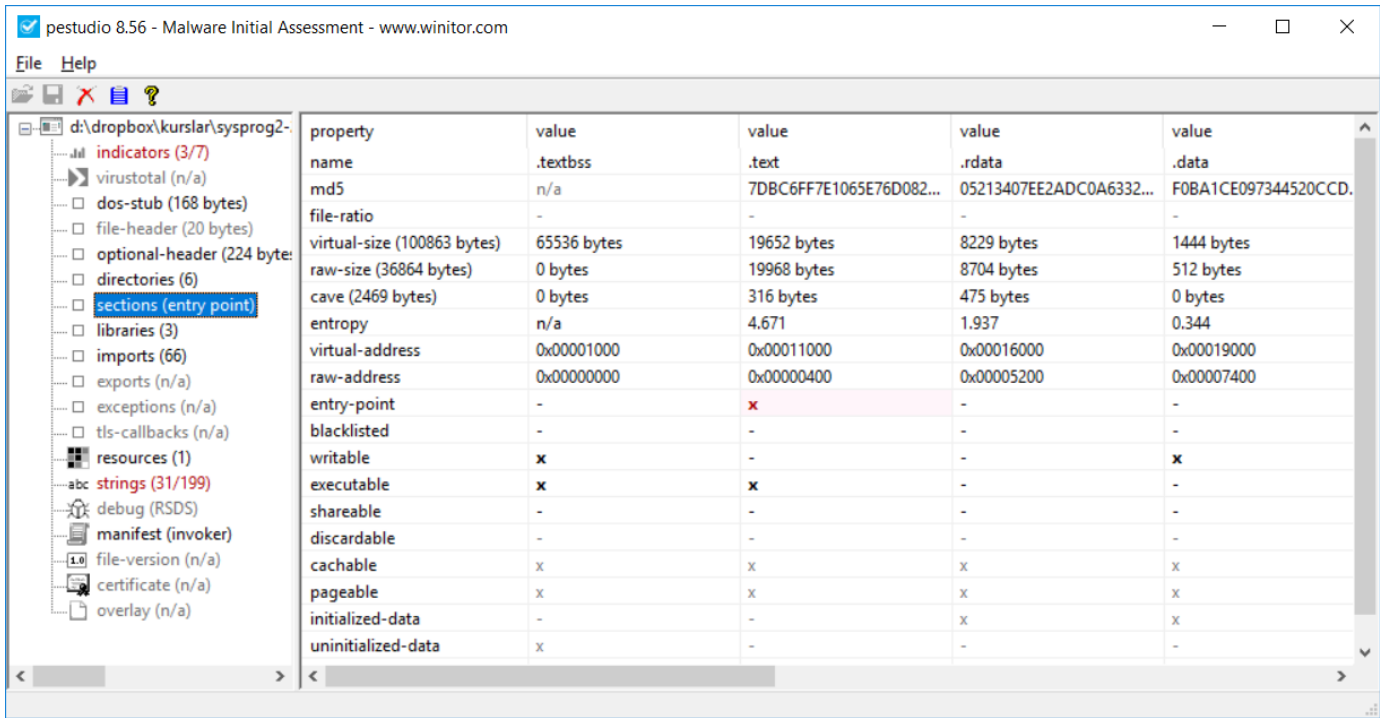 pestudio 8.56 - Malware Initial Assessment - www.winitor.com
File Help
d:\dropbox\kurslar\sysprog2-
indicators (3/7)
virustotal (n/a)
dos-stub (168 bytes)
file-header (20 bytes)
optional-header (224 bytes
directories (6)
sections (entry point)
libraries (3)
imports (66)
exports (n/a)
exceptions (n/a)
tls-callbacks (n/a)
resources (1)
abc strings (31/199)
debug (RSDS)
manifest (invoker)
1.0 file-version (n/a)
certificate (n/a)
overlay (n/a)
property value value value value
name .textbss .text .rdata .data
md5 n/a 7DBC6FF7E1065E76D082... 05213407EE2ADC0A6332... F0BA1CE097344520CCD.
file-ratio - - - -
virtual-size (100863 bytes) 65536 bytes 19652 bytes 8229 bytes 1444 bytes
raw-size (36864 bytes) 0 bytes 19968 bytes 8704 bytes 512 bytes
cave (2469 bytes) 0 bytes 316 bytes 475 bytes 0 bytes
entropy n/a 4.671 1.937 0.344
virtual-address 0x00001000 0x00011000 0x00016000 0x00019000
raw-address 0x00000000 0x00000400 0x00005200 0x00007400
entry-point - x - -
blacklisted - - - -
writable x - - x
executable x x - -
shareable - - - -
discardable - - - -
cachable x x x x
pageable x x x x
initialized-data - - x x
uninitialized-data x - - -